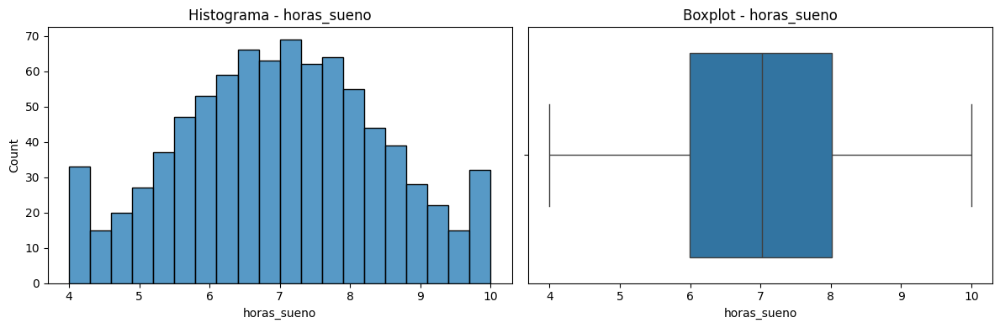 Histograma - horas_sueno
70
60
50
40
30
20
10
0
Count
4 5 6 7 8 9 10
horas_sueno
Boxplot - horas_sueno
4 5 6 7 8 9 10
horas_sueno